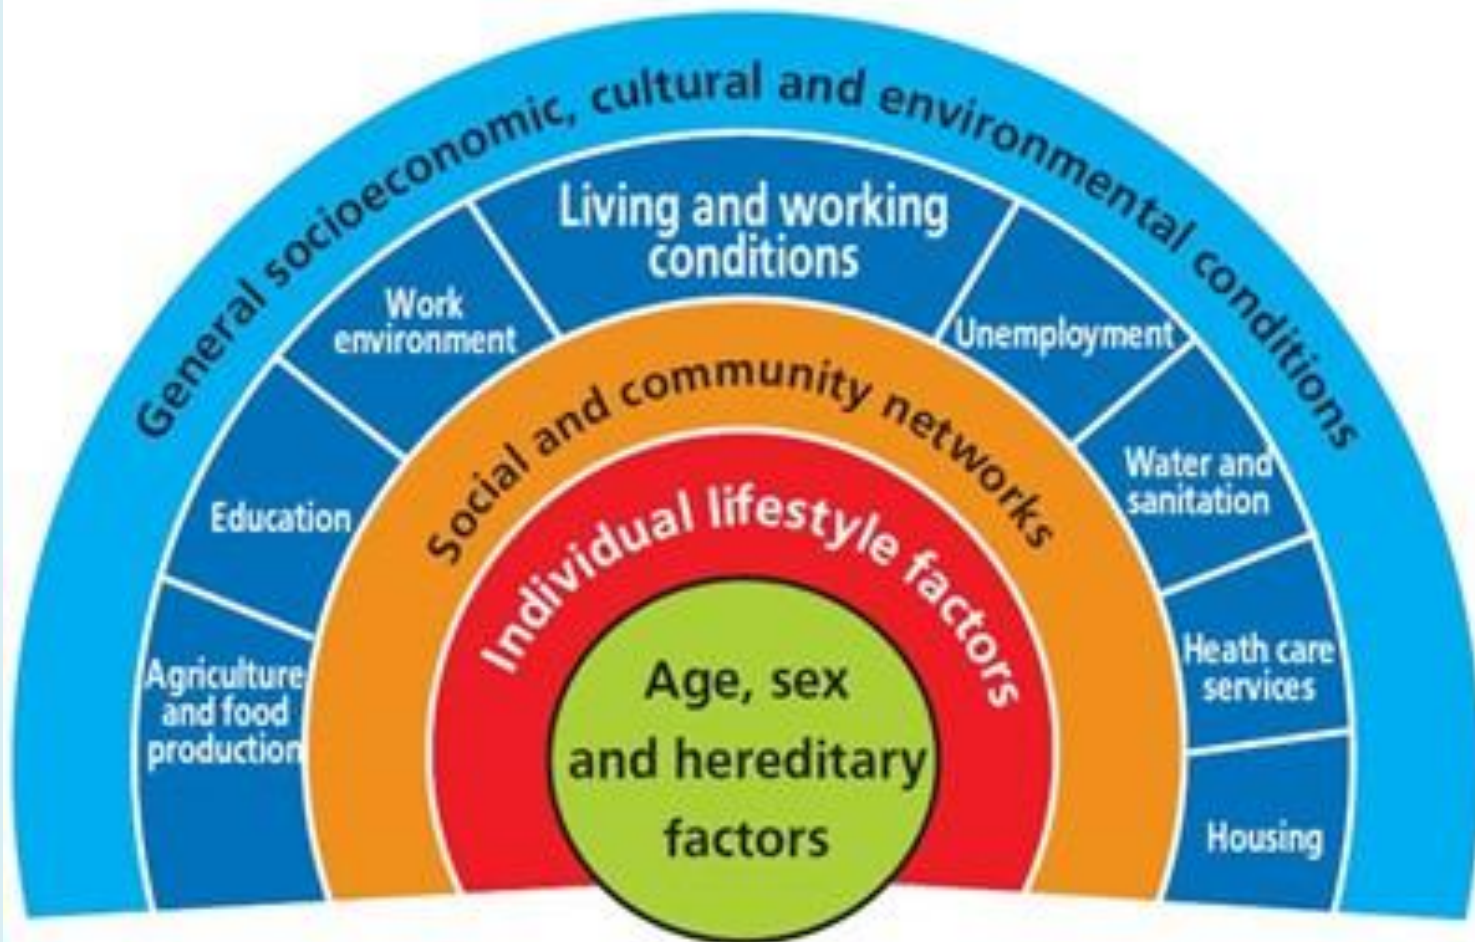 General socioeconomic, cultural and environmental conditions
Living and working
conditions
Work
environment
Unemployment
Education
Water and
sanitation
Agriculture
and food
production
Heath care
services
Housing
Social and community networks
Individual lifestyle factors
Age, sex
and hereditary
factors